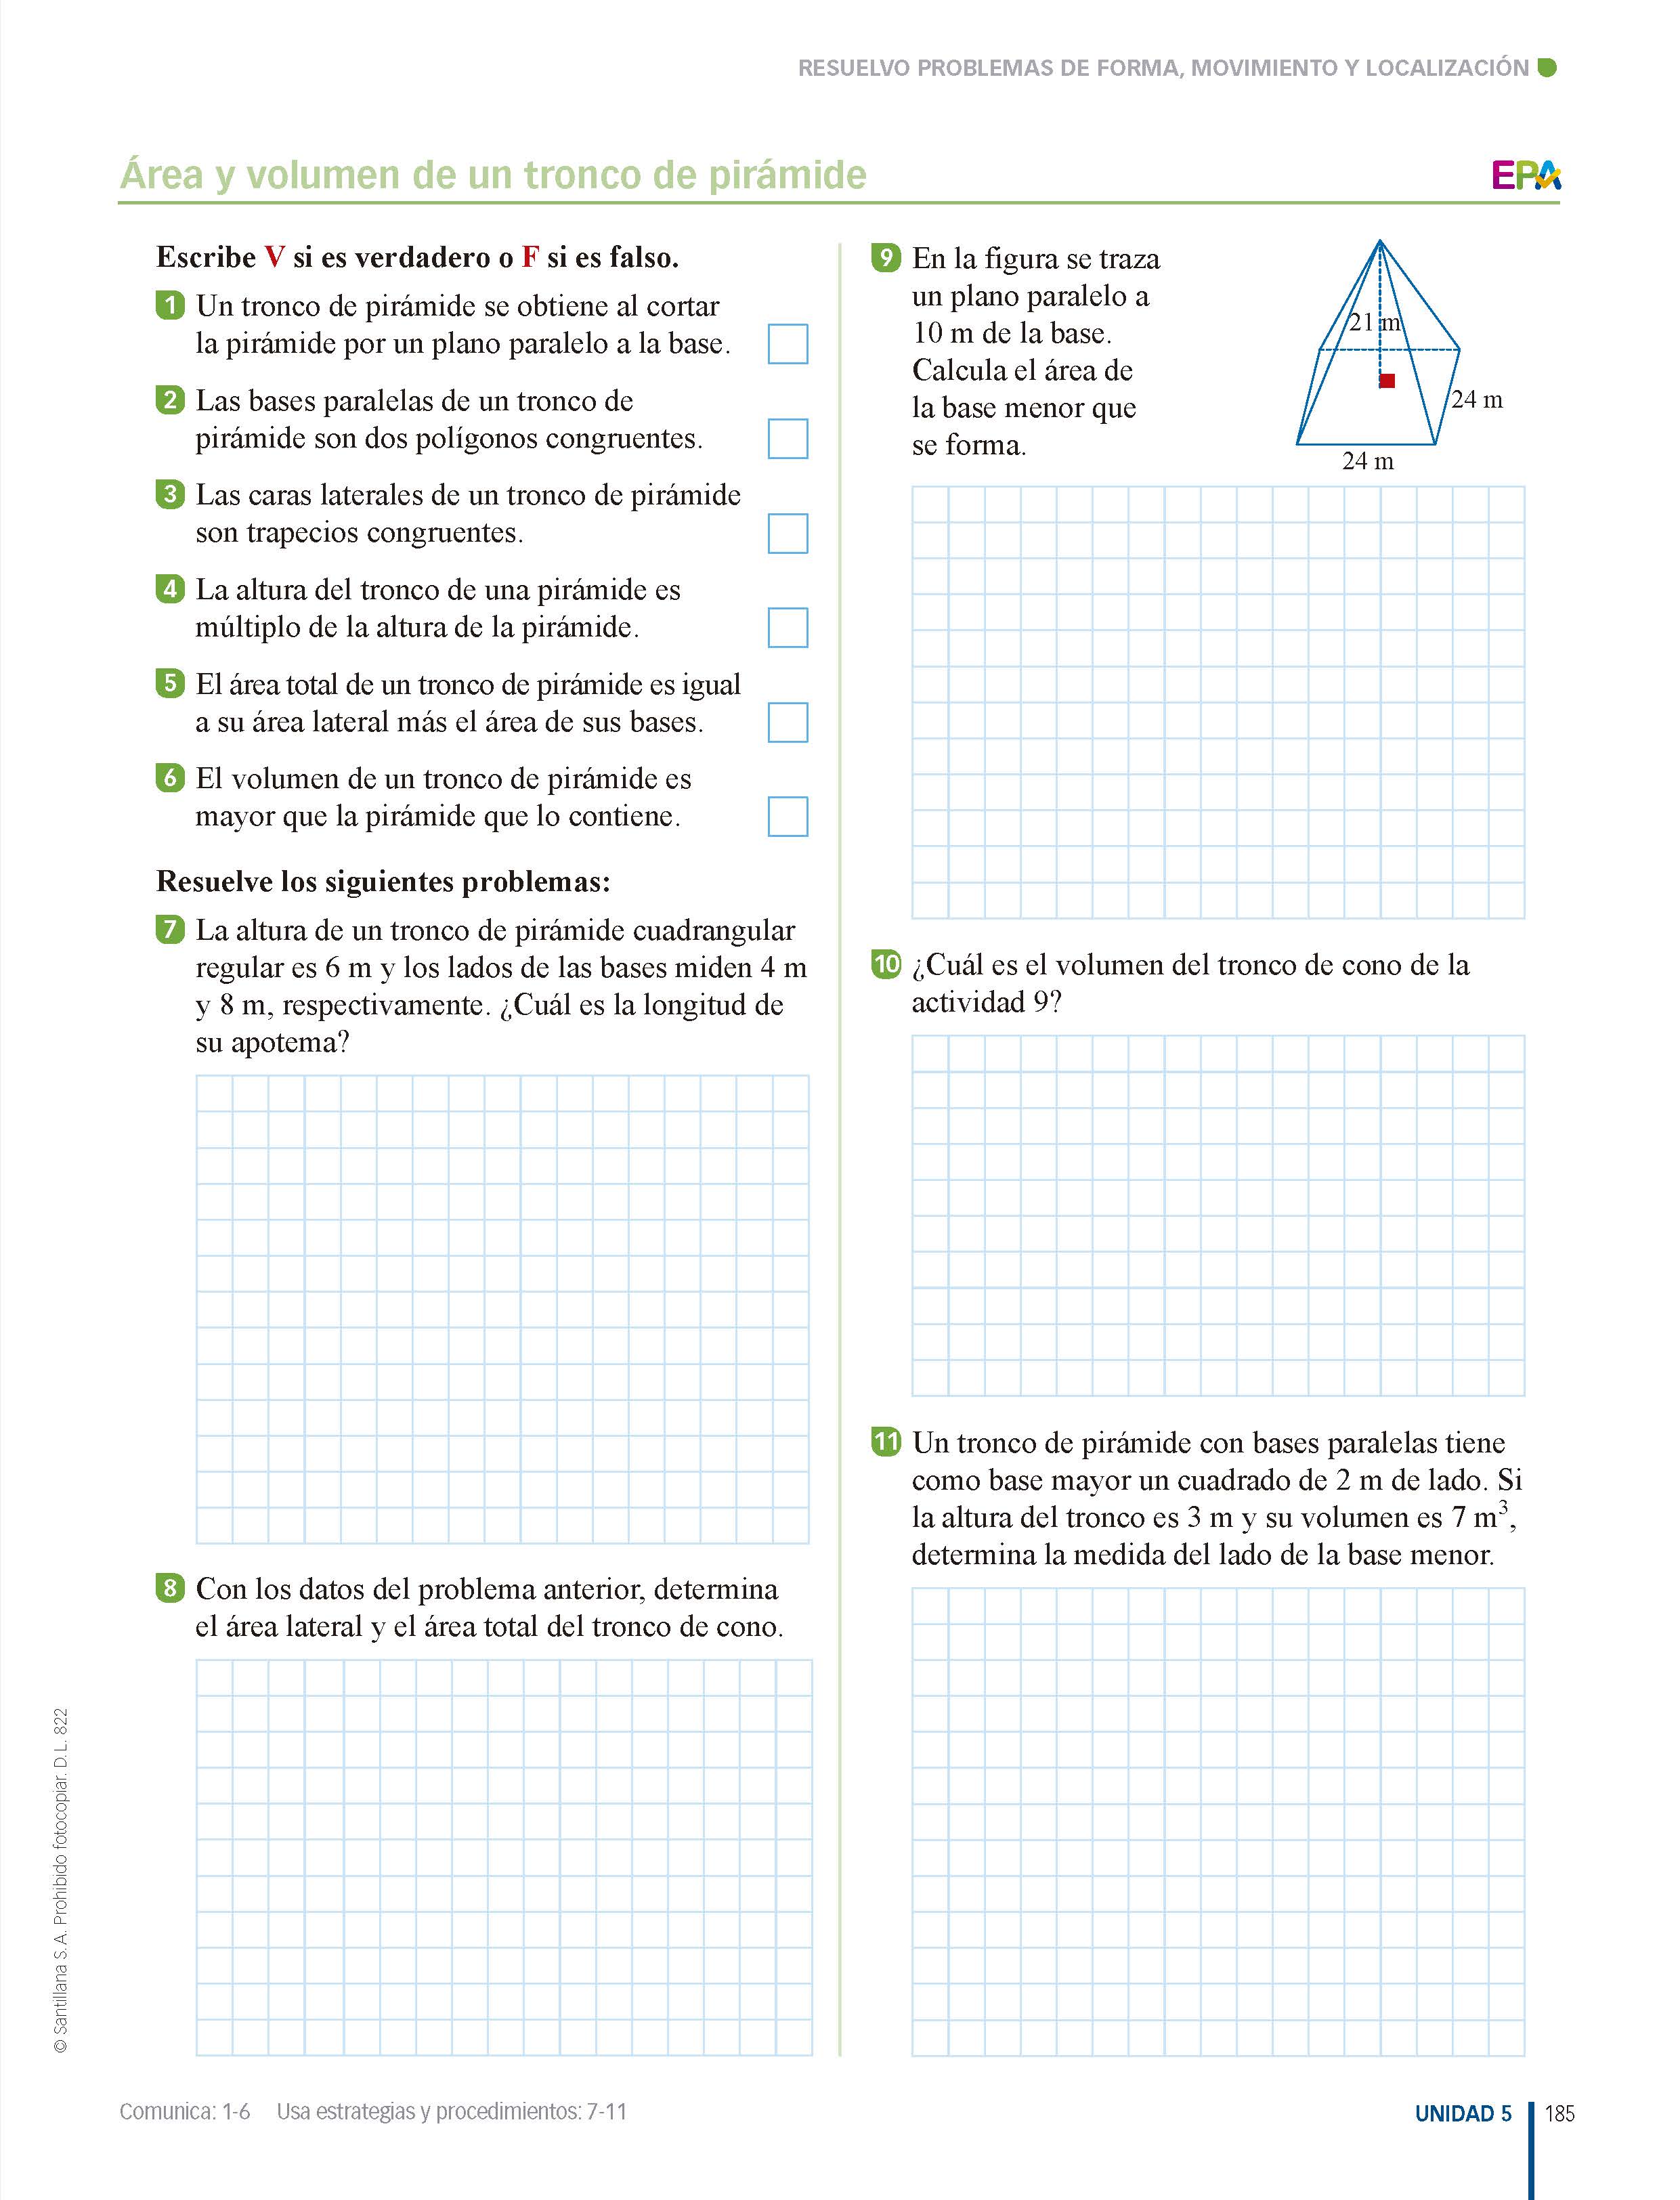 RESUELVO PROBLEMAS DE FORMA, MOVIMIENTO Y LOCALIZACIÓN
Área y volumen de un tronco de pirámide
EPA
Escribe V si es verdadero o F si es falso.
1 Un tronco de pirámide se obtiene al cortar
la pirámide por un plano paralelo a la base.
2 Las bases paralelas de un tronco de
pirámide son dos polígonos congruentes.
3 Las caras laterales de un tronco de pirámide
son trapecios congruentes.
4 La altura del tronco de una pirámide es
múltiplo de la altura de la pirámide.
5 El área total de un tronco de pirámide es igual
a su área lateral más el área de sus bases.
6 El volumen de un tronco de pirámide es
mayor que la pirámide que lo contiene.
Resuelve los siguientes problemas:
7 La altura de un tronco de pirámide cuadrangular
regular es 6 m y los lados de las bases miden 4 m
y 8 m, respectivamente. ¿Cuál es la longitud de
su apotema?
8 Con los datos del problema anterior, determina
el área lateral y el área total del tronco de cono.
9 En la figura se traza
un plano paralelo a
10 m de la base.
Calcula el área de
la base menor que
se forma.
21 m
24 m
24 m
10 ¿Cuál es el volumen del tronco de cono de la
actividad 9?
11 Un tronco de pirámide con bases paralelas tiene
como base mayor un cuadrado de 2 m de lado. Si
la altura del tronco es 3 m y su volumen es 7 m³,
determina la medida del lado de la base menor.
© Santillana S.A. Prohibido fotocopiar. D.L. 822
Comunica: 1-6 Usa estrategias y procedimientos: 7-11
UNIDAD 5 185